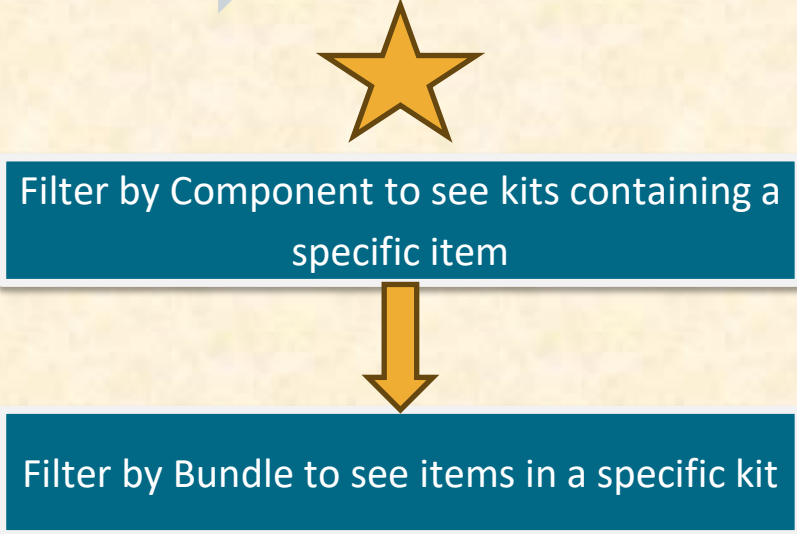 Filter by Component to see kits containing a
specific item
Filter by Bundle to see items in a specific kit